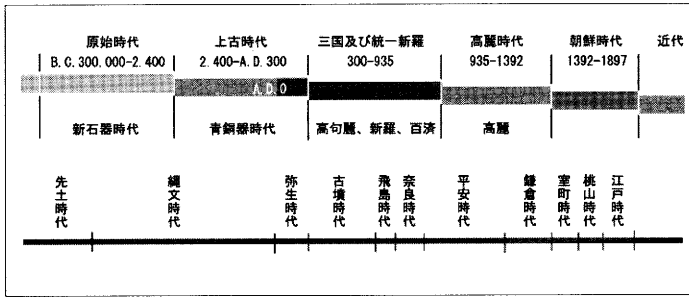 原始時代 上古時代 三国及び統一新羅 高麗時代 朝鮮時代 近代
B.C.300,000-2.400 2.400-A.D.300 300-935 935-1392 1392-1897
A.D.0
新石器時代 青銅器時代 高句麗、新羅、百済 高麗
先土時代 縄文時代 弥生時代 古墳時代 飛鳥時代 奈良時代 平安時代 鎌倉時代 室町時代 桃山時代 江戸時代